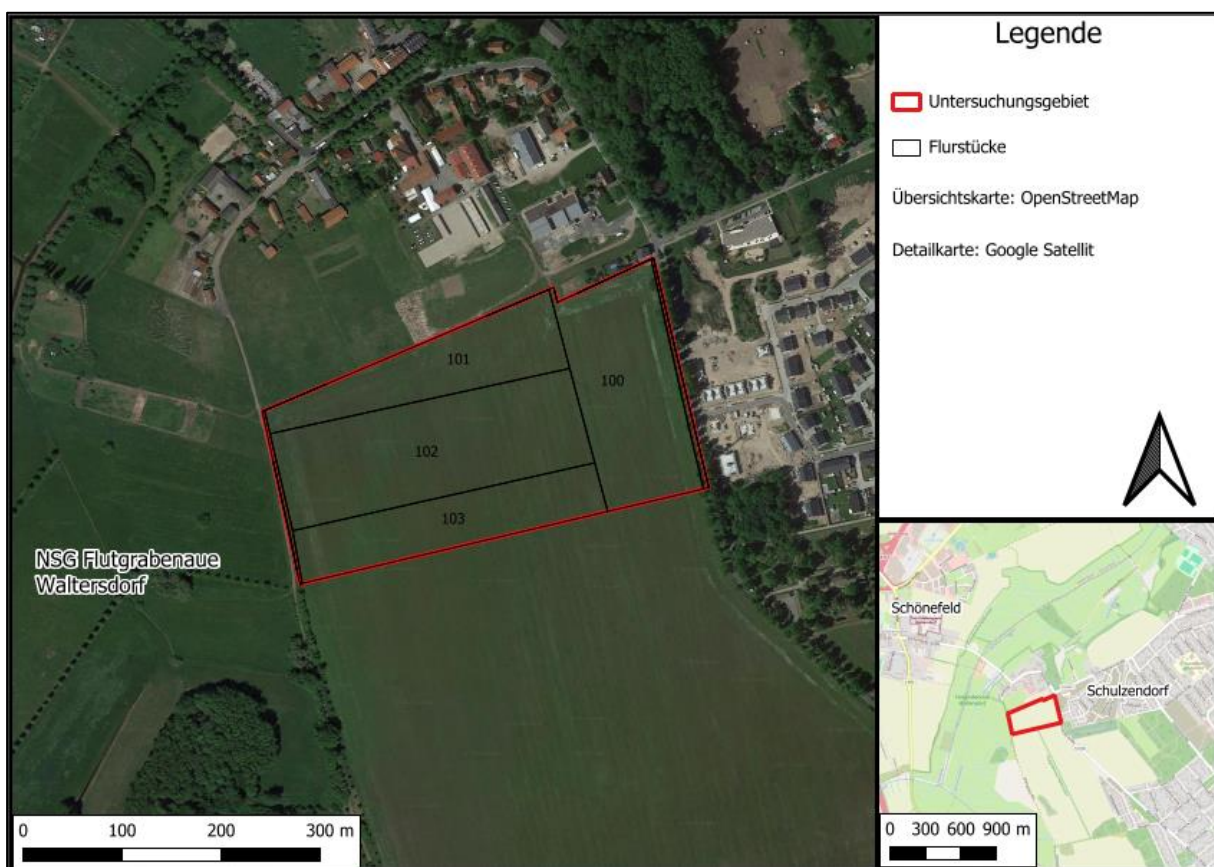 Legende
Untersuchungsgebiet
Flurstücke
Übersichtskarte: OpenStreetMap
Detailkarte: Google Satellit
101
100
102
103
NSG Flutgrabenaue
Waltersdorf
0 100 200 300 m
Schönefeld
Schulzendorf
0 300 600 900 m